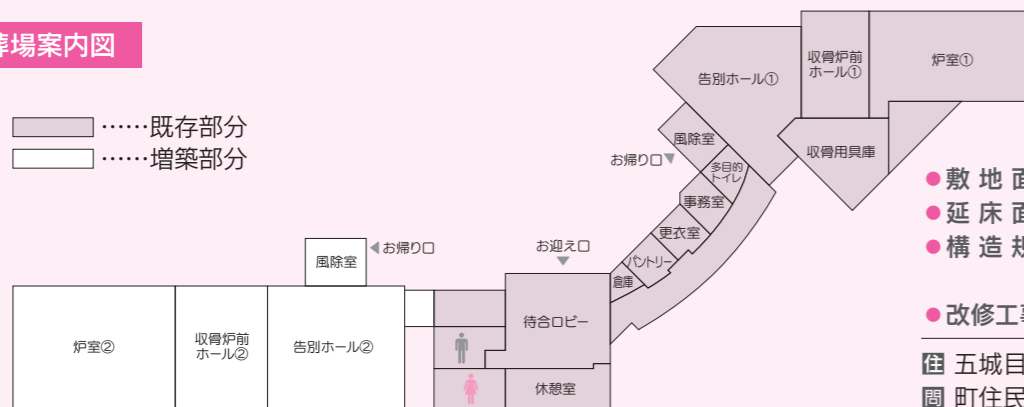 葬場案内図
……既存部分
……増築部分
告別ホール①
収骨炉前
ホール①
炉室①
収骨用具庫
風除室
お帰り口
多目的
トイレ
事務室
更衣室
パントリー
倉庫
お迎え口
待合ロビー
休憩室
風除室
お帰り口
炉室②
収骨炉前
ホール②
告別ホール②
●敷地面
●延床面
●構造規
●改修工事
住 五城目
問 町住民